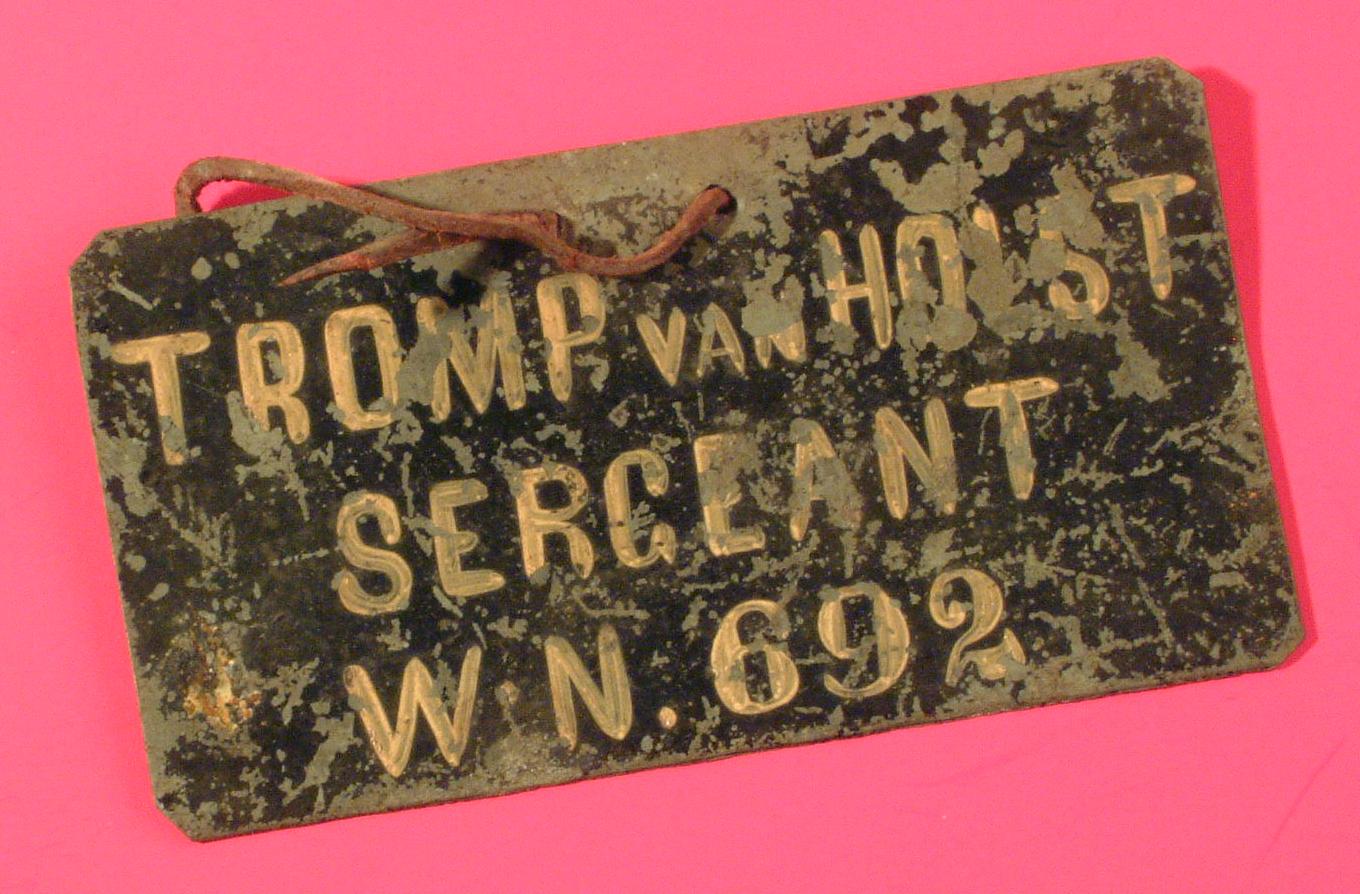 TROMP VAN HOLST
SERGEANT
W.N. 692